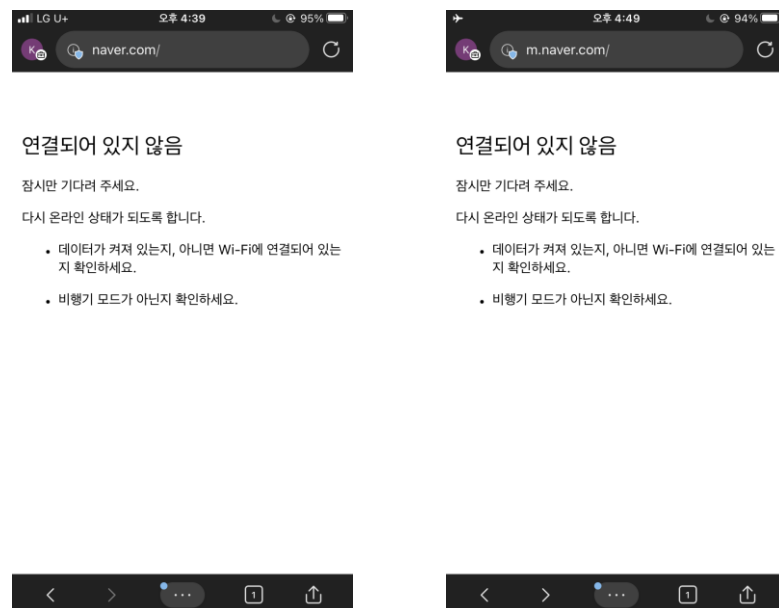 LG U+ 오후 4:39 95%
K naver.com/
연결되어 있지 않음
잠시만 기다려 주세요.
다시 온라인 상태가 되도록 합니다.
• 데이터가 켜져 있는지, 아니면 Wi-Fi에 연결되어 있는
지 확인하세요.
• 비행기 모드가 아닌지 확인하세요.
1
오후 4:49 94%
K m.naver.com/
연결되어 있지 않음
잠시만 기다려 주세요.
다시 온라인 상태가 되도록 합니다.
• 데이터가 켜져 있는지, 아니면 Wi-Fi에 연결되어 있는
지 확인하세요.
• 비행기 모드가 아닌지 확인하세요.
1